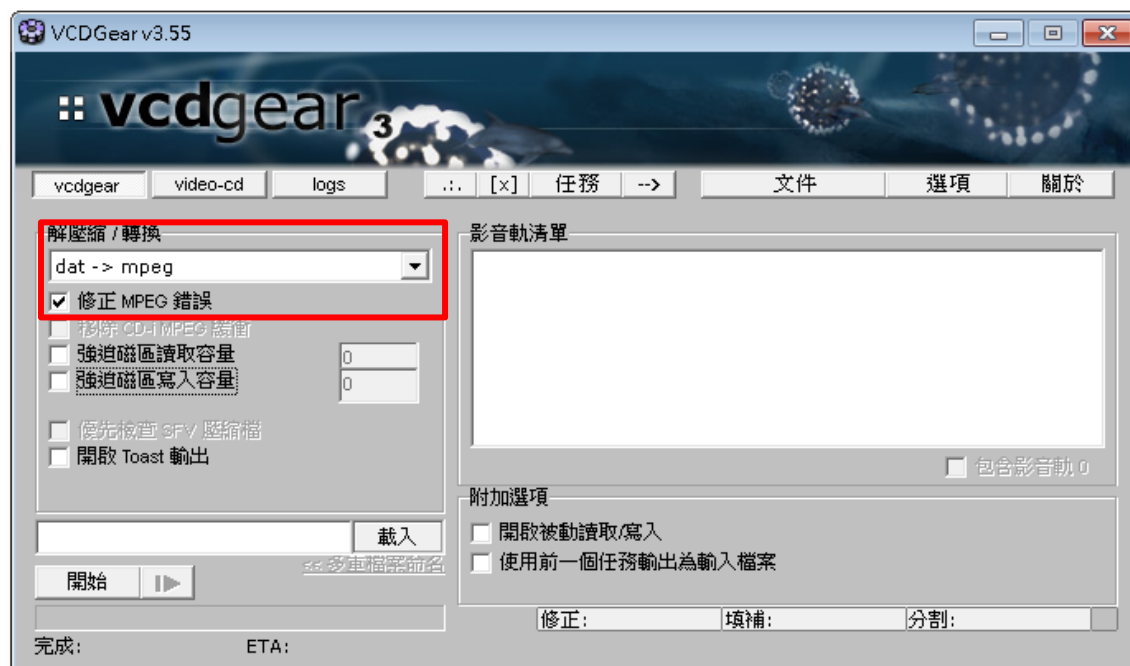 VCDGear v3.55
:: vcdgear 3
vcdgear video-cd logs .:. [x] 任務 --> 文件 選項 關於
解壓縮 / 轉換
dat -> mpeg
修正 MPEG 錯誤
移除 CD-i MPEG 緩衝
強迫磁區讀取容量 0
強迫磁區寫入容量 0
優先檢查 SFV 壓縮檔
開啟 Toast 輸出
載入
開始
完成: ETA:
影音軌清單
包含影音軌 0
附加選項
開啟被動讀取/寫入
使用前一個任務輸出為輸入檔案
修正: 填補: 分割: